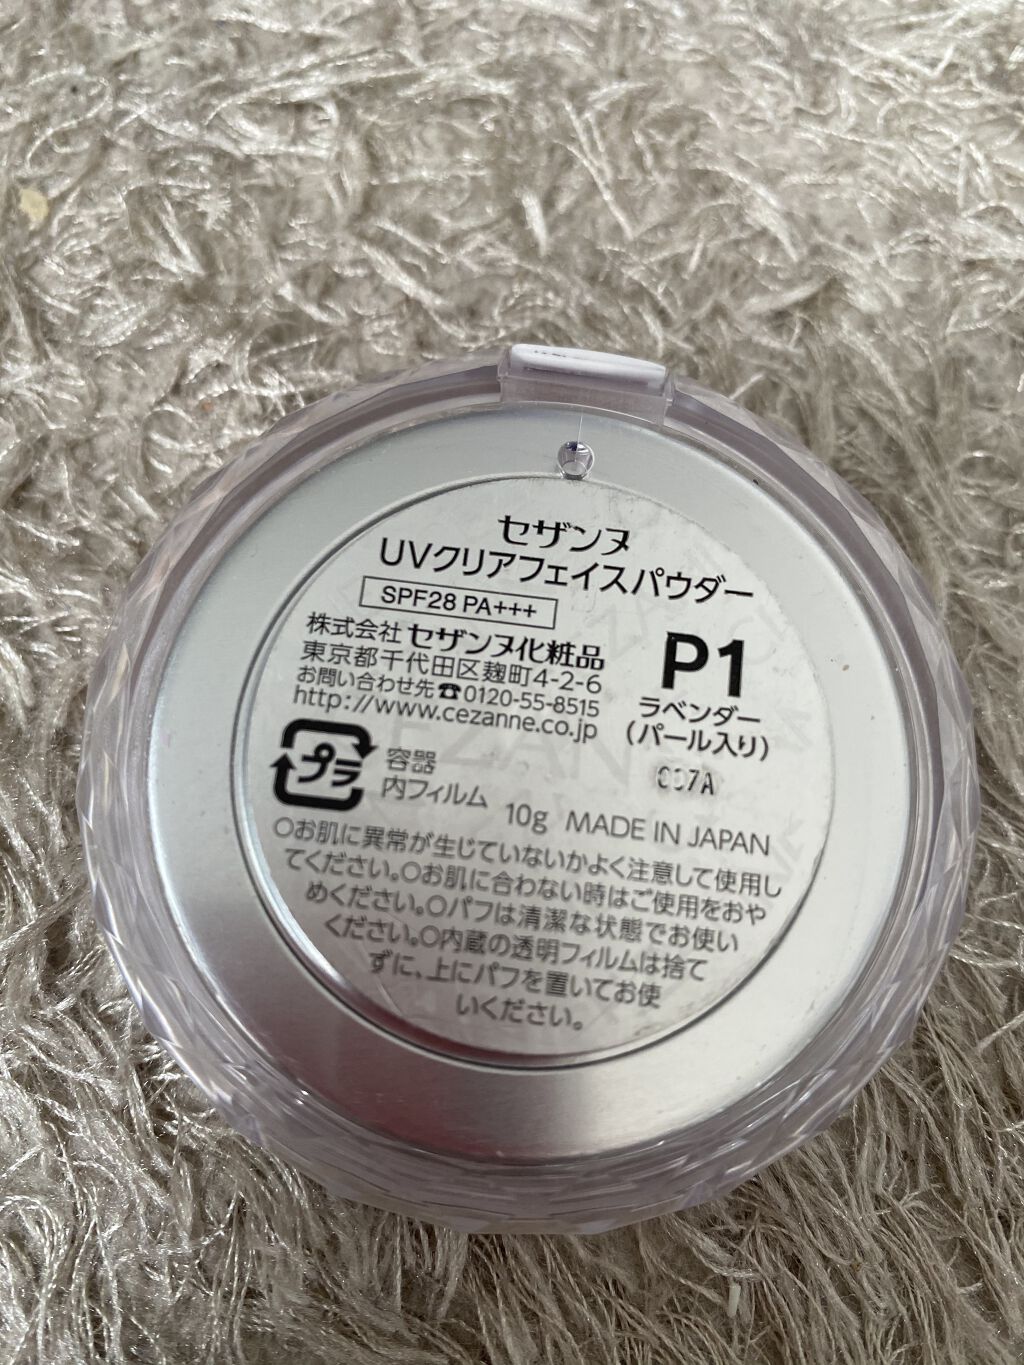 セザンヌ
UVクリアフェイスパウダー
SPF28 PA+++
株式会社 セザンヌ化粧品
東京都千代田区麹町4-2-6
お問い合わせ先☎0120-55-8515
http://www.cezanne.co.jp
P1
ラベンダー
(パール入り)
007A
プラ
容器
内フィルム
10g MADE IN JAPAN
○お肌に異常が生じていないかよく注意して使用し
てください。○お肌に合わない時はご使用をおや
めください。○パフは清潔な状態でお使い
ください。○内蔵の透明フィルムは捨て
ずに、上にパフを置いてお使
いください。